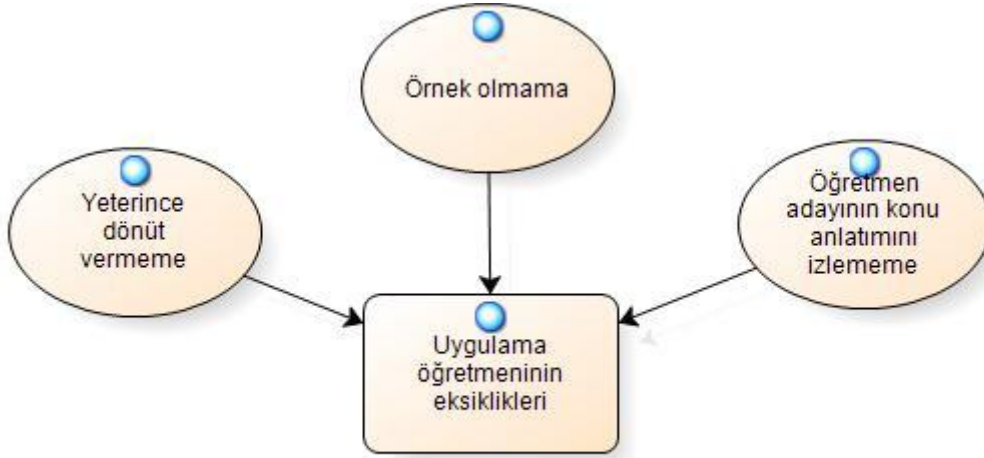 Örnek olmama
Yeterince
dönüt
vermeme
Öğretmen
adayının konu
anlatımını
izlememe
Uygulama
öğretmeninin
eksiklikleri